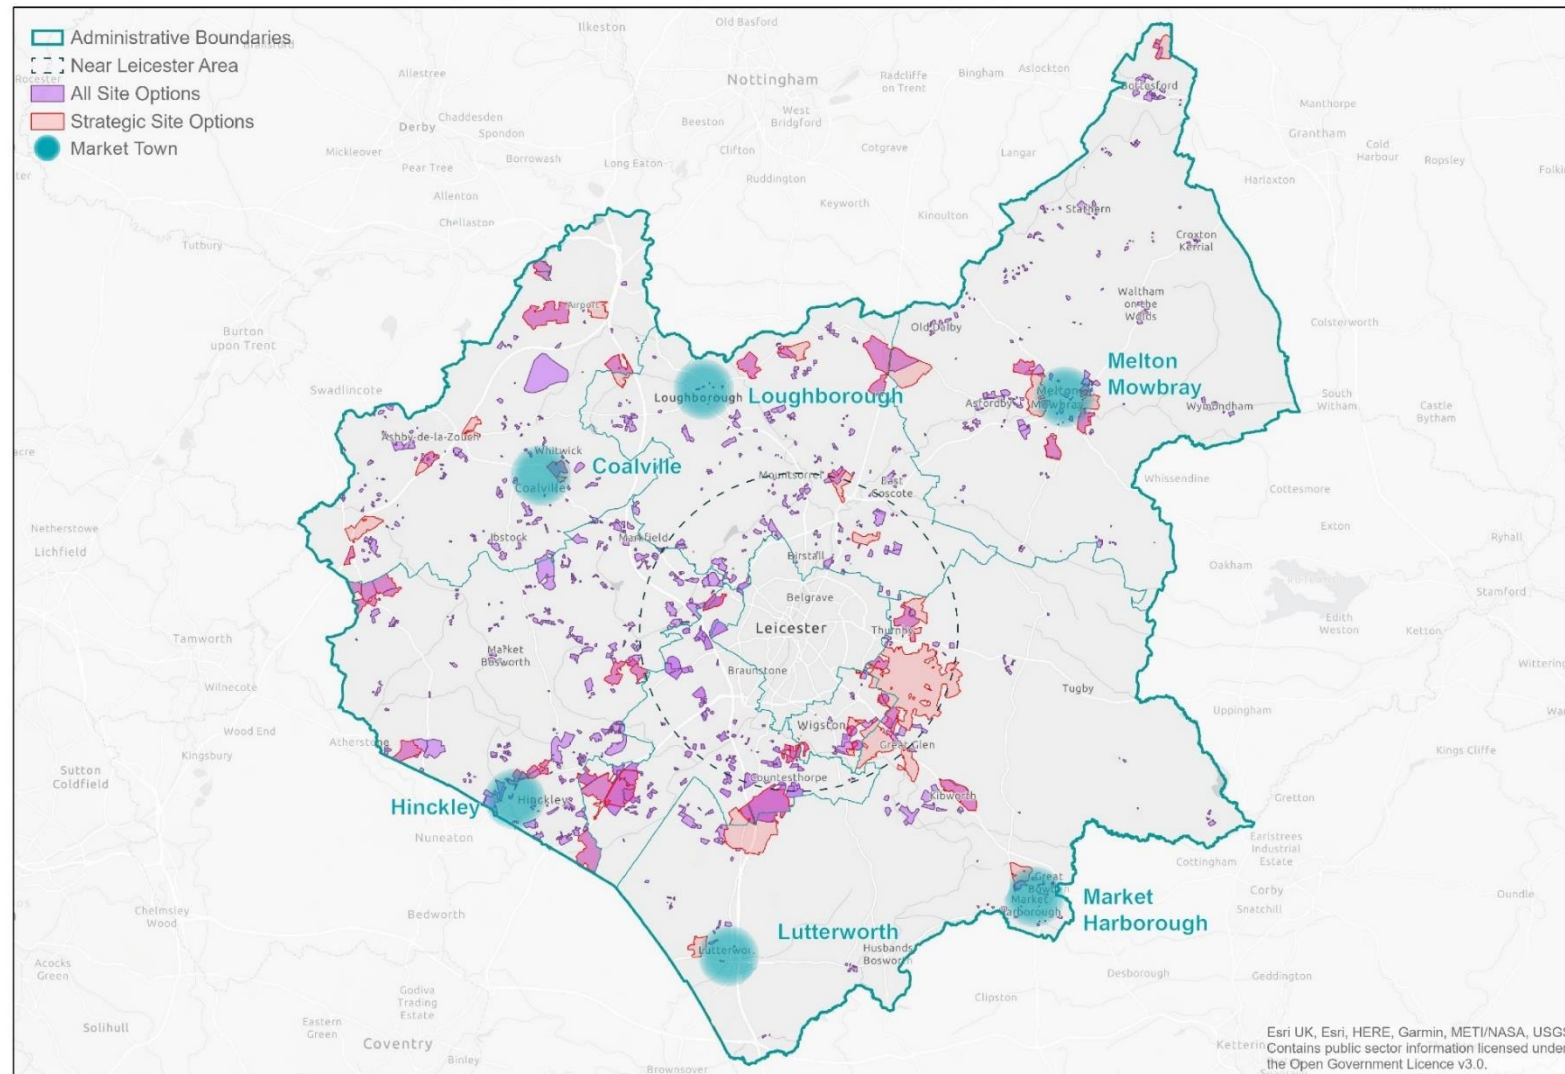 Administrative Boundaries
Near Leicester Area
All Site Options
Strategic Site Options
Market Town
Ilkeston
Old Basford
Allestree
Nottingham
Radcliffe
on Trent
Bingham
Aslockton
Bottesford
Manthorpe
Grantham
Chaddesden
Derby
Spondon
Beeston
West
Bridgford
Mickleover
Pear Tree
Borrowash
Long Eaton
Clifton
Cotgrave
Langar
Cold
Harbour
Ropsley
Ruddington
Harlaxton
Allenton
Chellaston
Keyworth
Kinoulton
Stathern
Tutbury
Croxton
Kerrial
Airport
Waltham
on the
Wolds
Burton
upon Trent
Old Dalby
Colsterworth
Swadlincote
Melton
Mowbray
Loughborough
Loughborough
Melton
Mowbray
Asfordby
Wymondham
South
Witham
Castle
Bytham
Ashby-de-la-Zouch
Whitwick
Coalville
Coalville
Mountsorrel
East
Goscote
Whissendine
Cottesmore
Netherstowe
Lichfield
Ibstock
Markfield
Exton
Ryhall
Birstall
Oakham
Belgrave
Stamford
Edith
Weston
Ketton
Tamworth
Leicester
Thurnby
Market
Bosworth
Braunstone
Wilnecote
Tugby
Uppingham
Wood End
Kingsbury
Atherstone
Wigston
Great Glen
Kings Cliffe
Sutton
Coldfield
Countesthorpe
Hinckley
Hinckley
Kibworth
Gretton
Nuneaton
Cottingham
Earlstrees
Industrial
Estate
Great
Bowden
Market
Harborough
Market
Harborough
Corby
Snatchill
Oundle
Chelmsley
Wood
Bedworth
Lutterworth
Husbands
Bosworth
Acocks
Green
Desborough
Geddington
Godiva
Trading
Estate
Clipston
Eastern
Green
Solihull
Coventry
Binley
Brownsover
Esri UK, Esri, HERE, Garmin, METI/NASA, USGS
Contains public sector information licensed under
the Open Government Licence v3.0.